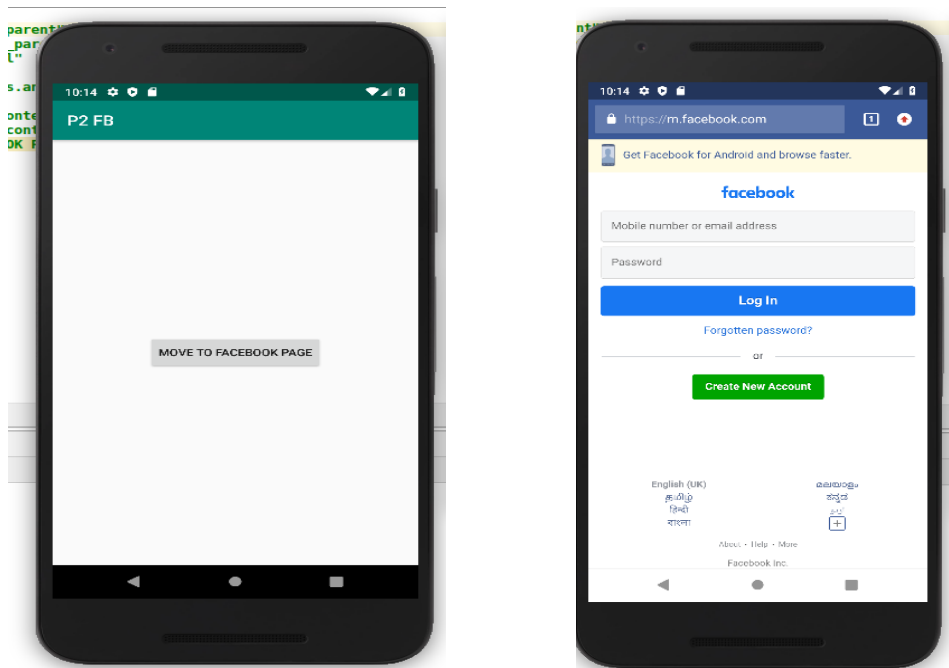 parent
_par
l"
s.an
onte
cont
OK F
10:14
P2 FB
MOVE TO FACEBOOK PAGE
nt
10:14
https://m.facebook.com
1
Get Facebook for Android and browse faster.
facebook
Mobile number or email address
Password
Log In
Forgotten password?
or
Create New Account
English (UK)
മലയാളം
தமிழ்
ಕನ್ನಡ
हिन्दी
বাংলা
+
About · Help · More
Facebook Inc.